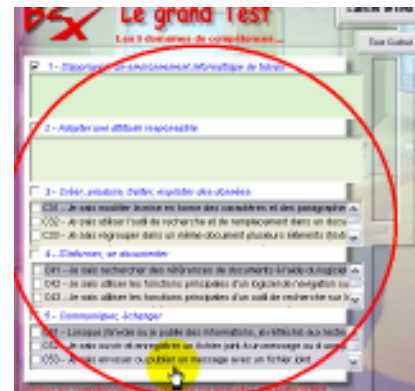 BSX Le grand Test
Les 5 domaines de compétences ...
Test Couleur
1 - S'approprier un environnement informatique de travail
2 - Adopter une attitude responsable
3 - Créer, produire, traiter, exploiter des données
C31 - Je sais modifier la mise en forme des caractères et des paragraphe
C32 - Je sais utiliser l'outil de recherche et de remplacement dans un docu
C33 - Je sais regrouper dans un même document plusieurs éléments (texte
4 - S'informer, se documenter
C41 - Je sais rechercher des références de documents à l'aide du logiciel
C42 - Je sais utiliser les fonctions principales d'un logiciel de navigation su
C43 - Je sais utiliser les fonctions principales d'un outil de recherche sur le
5 - Communiquer, échanger
C51 - Lorsque j'envoie ou je publie des informations, je réfléchis aux
C52 - Je sais ouvrir et enregistrer un fichier joint à un message ou à une
C53 - Je sais envoyer ou publier un message avec un fichier joint